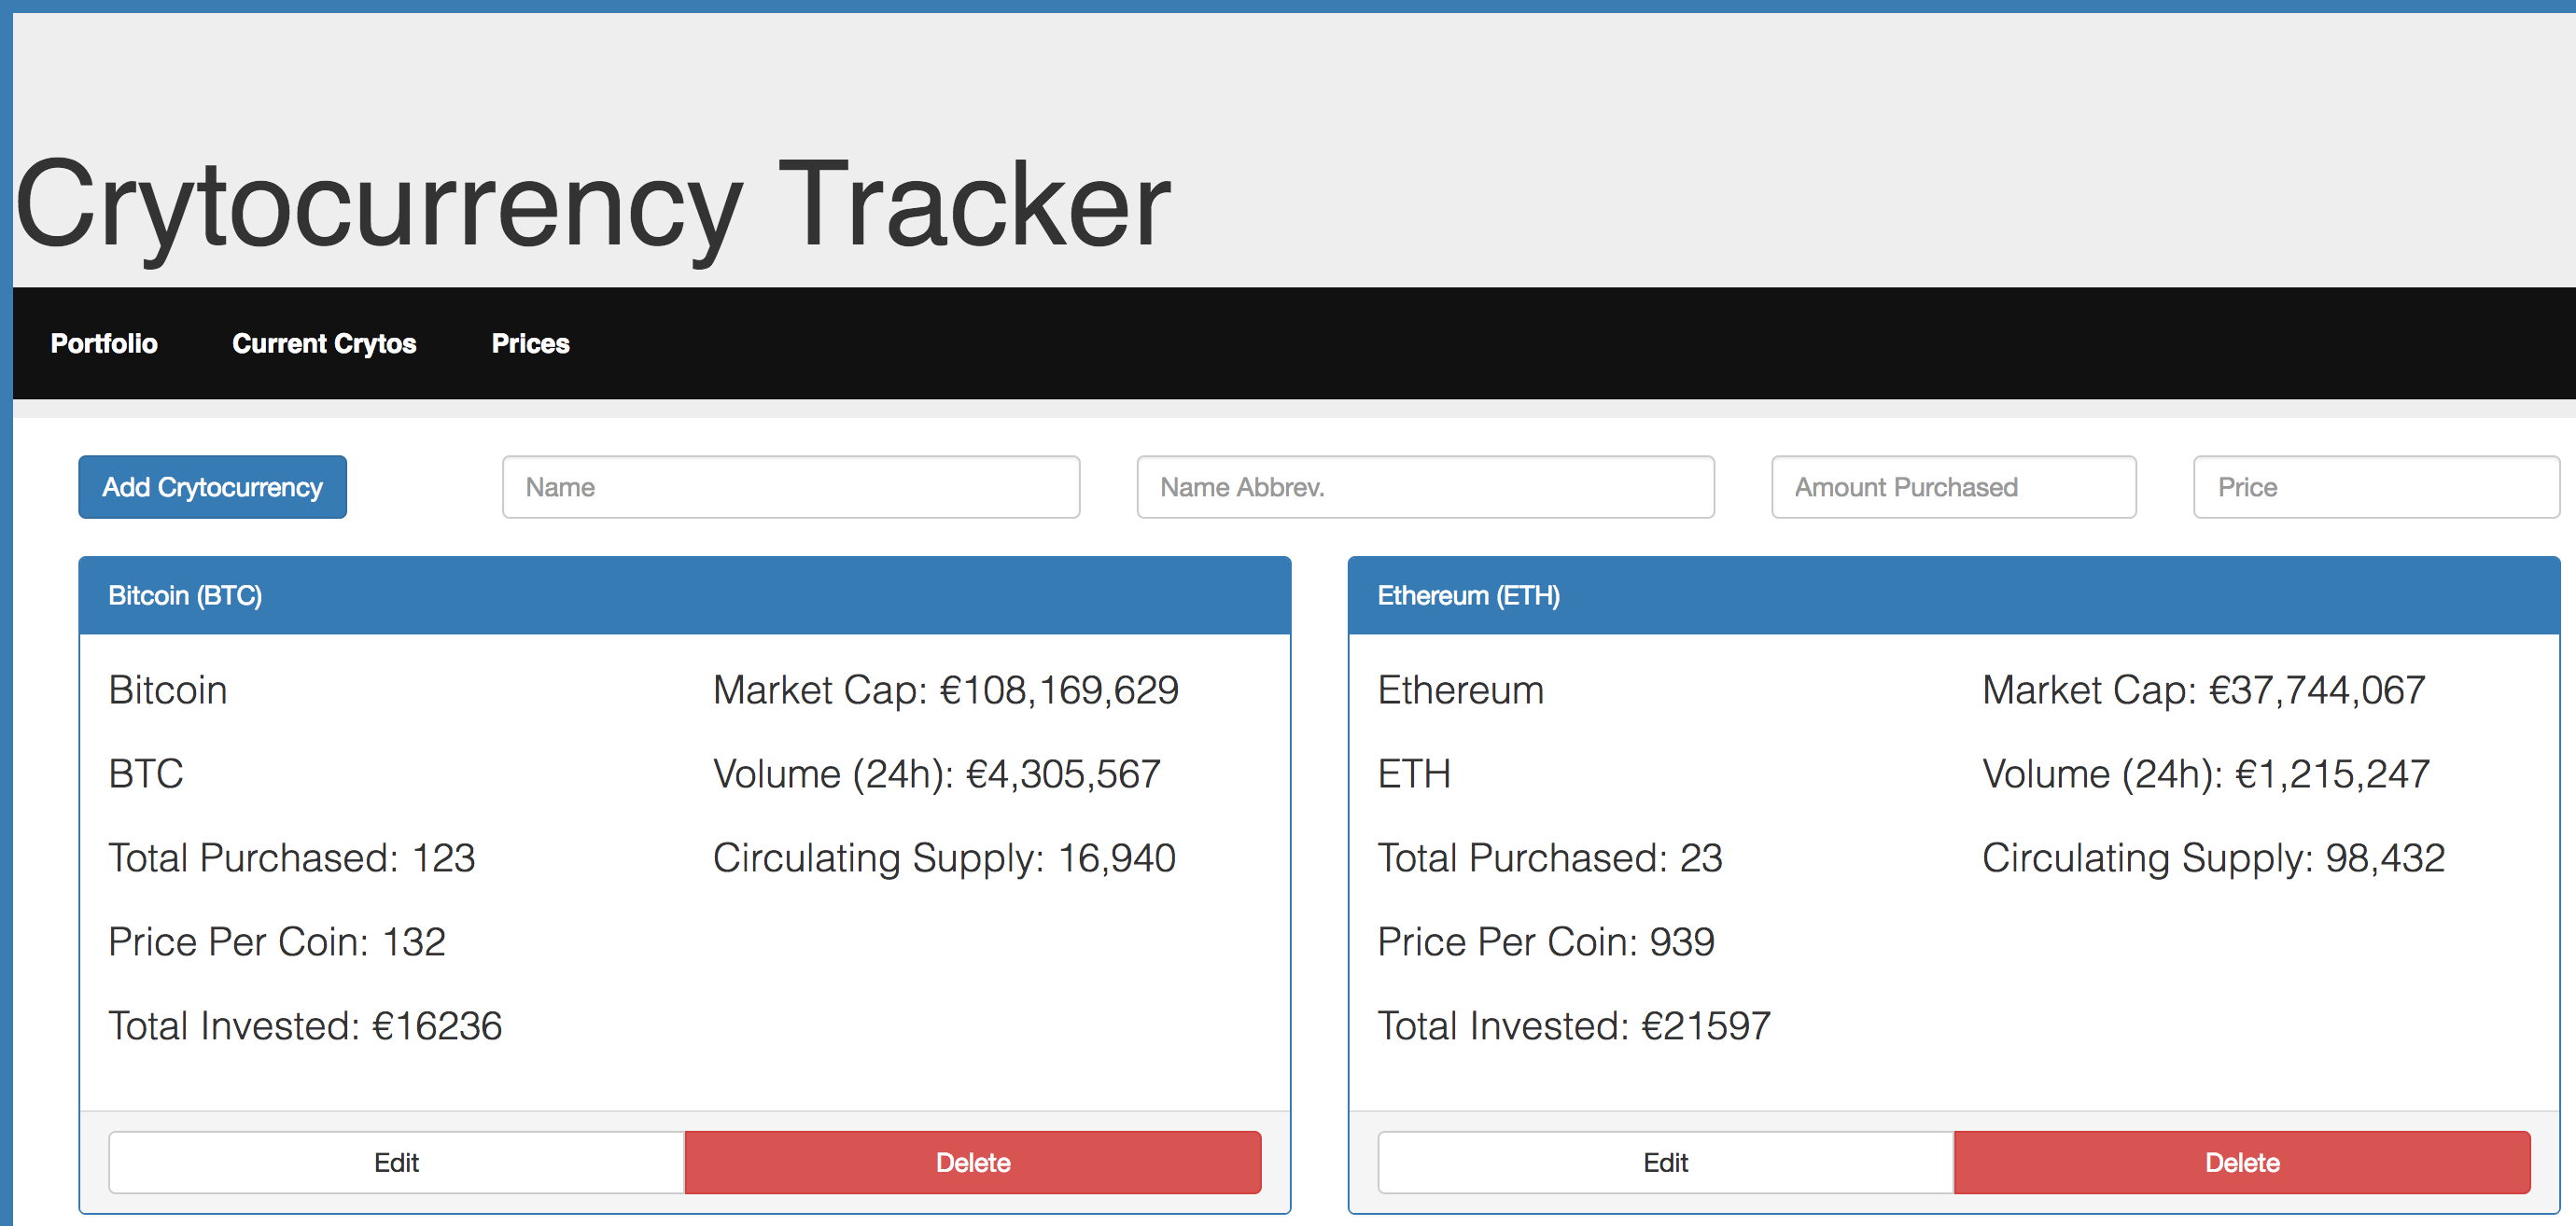 Crytocurrency Tracker
Portfolio Current Crytos Prices
Add Crytocurrency Name Name Abbrev. Amount Purchased Price
Bitcoin (BTC)
Bitcoin
BTC
Total Purchased: 123
Price Per Coin: 132
Total Invested: €16236
Market Cap: €108,169,629
Volume (24h): €4,305,567
Circulating Supply: 16,940
Edit Delete
Ethereum (ETH)
Ethereum
ETH
Total Purchased: 23
Price Per Coin: 939
Total Invested: €21597
Market Cap: €37,744,067
Volume (24h): €1,215,247
Circulating Supply: 98,432
Edit Delete